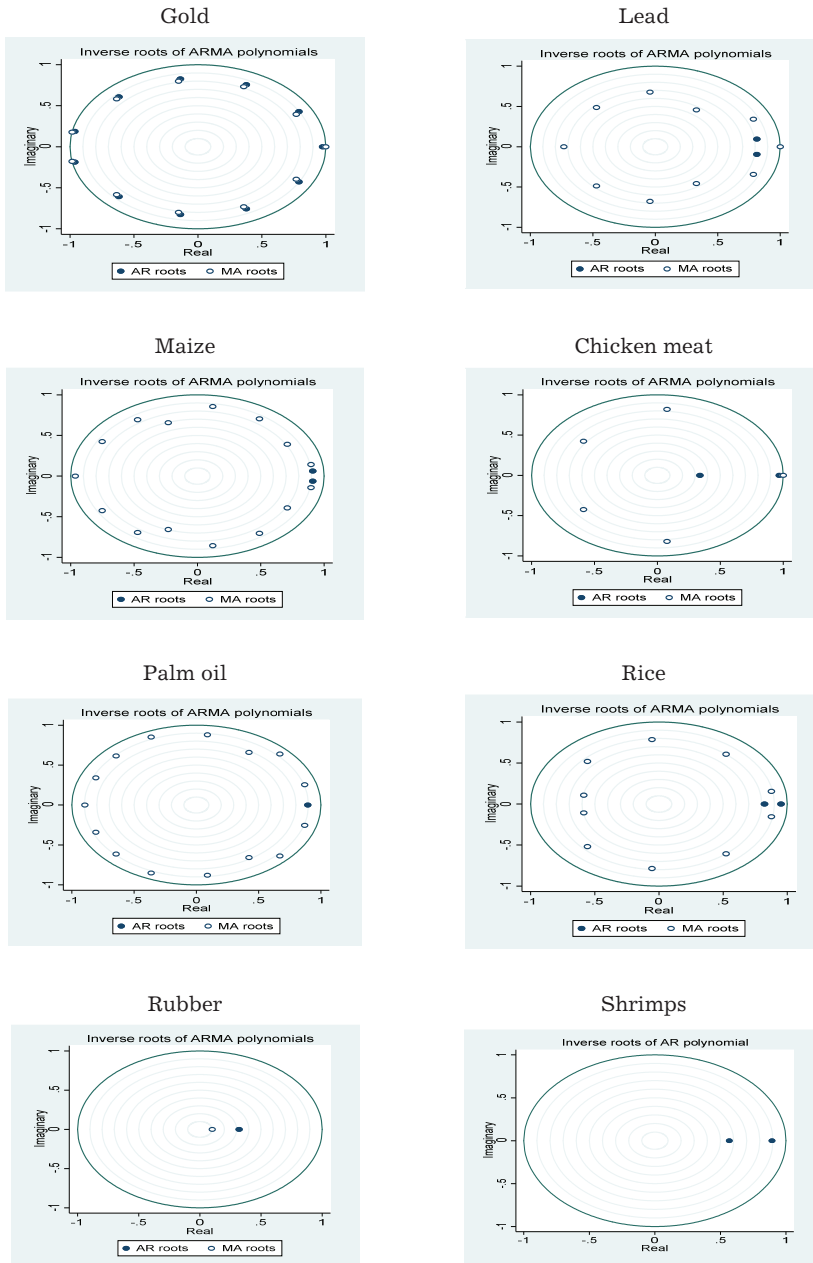 Gold
Inverse roots of ARMA polynomials
Imaginary
1
.5
0
-.5
-1
-1 -.5 0 .5 1
Real
AR roots MA roots
Lead
Inverse roots of ARMA polynomials
Imaginary
1
.5
0
-.5
-1
-1 -.5 0 .5 1
Real
AR roots MA roots
Maize
Inverse roots of ARMA polynomials
Imaginary
1
.5
0
-.5
-1
-1 -.5 0 .5 1
Real
AR roots MA roots
Chicken meat
Inverse roots of ARMA polynomials
Imaginary
1
.5
0
-.5
-1
-1 -.5 0 .5 1
Real
AR roots MA roots
Palm oil
Inverse roots of ARMA polynomials
Imaginary
1
.5
0
-.5
-1
-1 -.5 0 .5 1
Real
AR roots MA roots
Rice
Inverse roots of ARMA polynomials
Imaginary
1
.5
0
-.5
-1
-1 -.5 0 .5 1
Real
AR roots MA roots
Rubber
Inverse roots of ARMA polynomials
Imaginary
1
.5
0
-.5
-1
-1 -.5 0 .5 1
Real
AR roots MA roots
Shrimps
Inverse roots of AR polynomial
Imaginary
1
.5
0
-.5
-1
-1 -.5 0 .5 1
Real